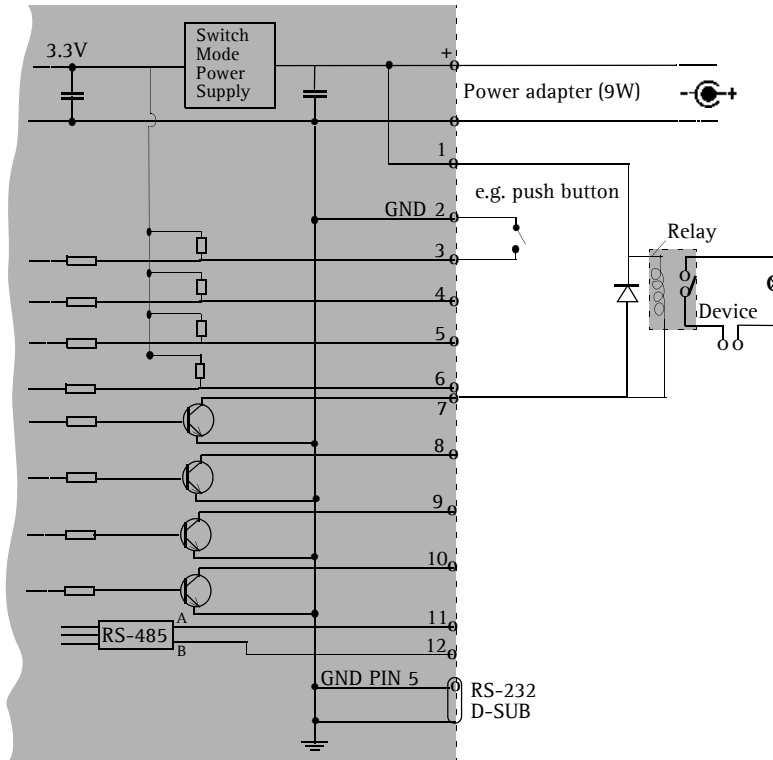 3.3V
Switch
Mode
Power
Supply
+
Power adapter (9W)
- +
1
e.g. push button
GND 2
3
Relay
4
Device
5
6
7
8
9
10
A
11
RS-485
B
12
GND PIN 5
RS-232
D-SUB